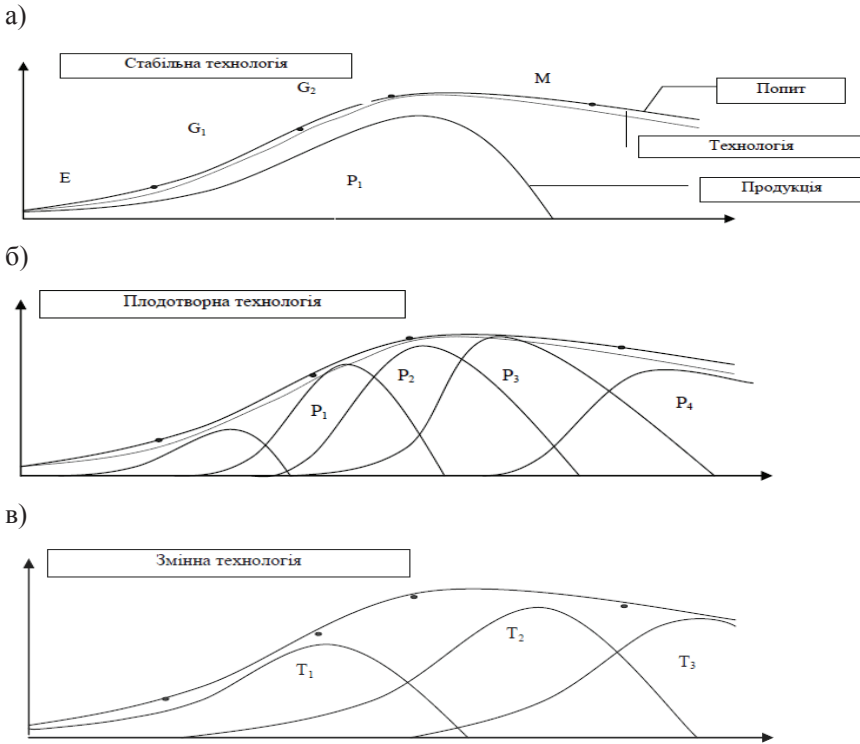 а)
Стабільна технологія
G₂
M
Попит
G₁
Технологія
E
P₁
Продукція
б)
Плодотворна технологія
P₂
P₃
P₁
P₄
в)
Змінна технологія
T₂
T₁
T₃